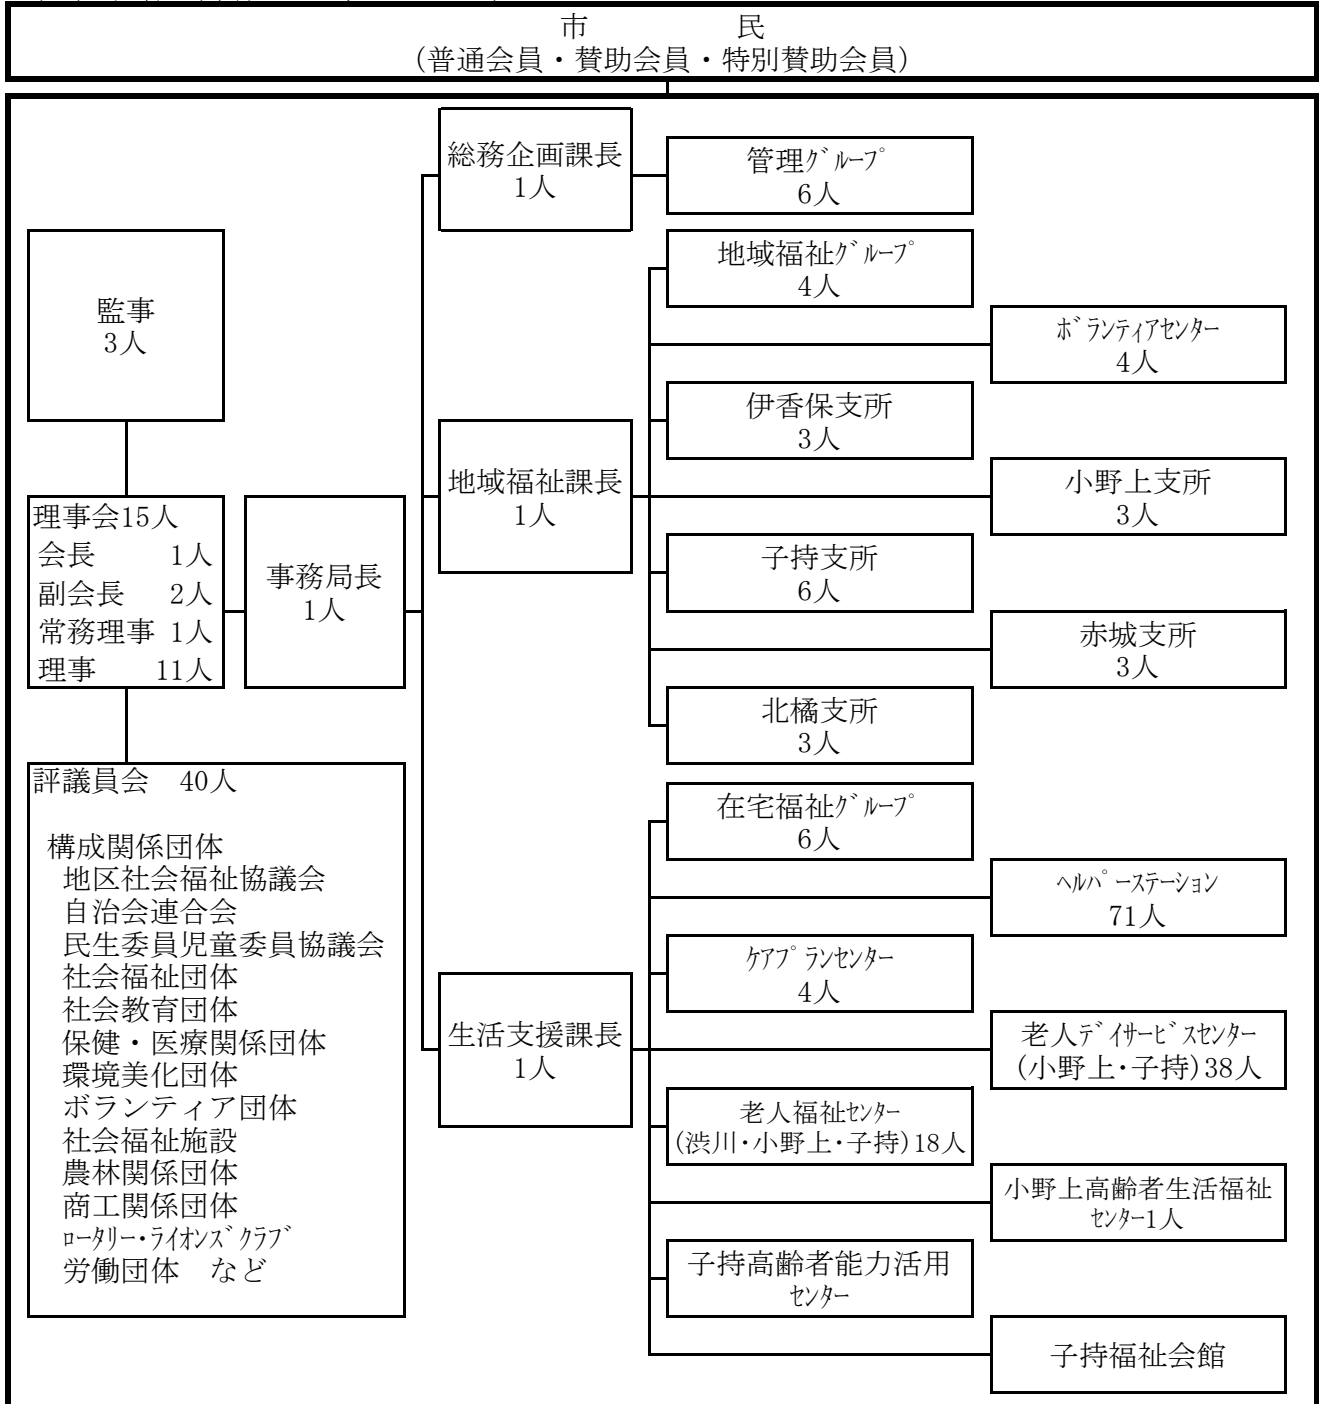 市　　　　　民
(普通会員・賛助会員・特別賛助会員)
総務企画課長
1人
管理ｸﾞﾙｰﾌﾟ
6人
監事
3人
地域福祉ｸﾞﾙｰﾌﾟ
4人
ﾎﾞﾗﾝﾃｨｱｾﾝﾀｰ
4人
伊香保支所
3人
地域福祉課長
1人
小野上支所
3人
理事会15人
会長　　　1人
副会長　　2人
常務理事　1人
理事　　　11人
事務局長
1人
子持支所
6人
赤城支所
3人
北橘支所
3人
評議員会　40人
構成関係団体
地区社会福祉協議会
自治会連合会
民生委員児童委員協議会
社会福祉団体
社会教育団体
保健・医療関係団体
環境美化団体
ボランティア団体
社会福祉施設
農林関係団体
商工関係団体
ﾛｰﾀﾘｰ・ﾗｲｵﾝｽﾞｸﾗﾌﾞ
労働団体　など
在宅福祉ｸﾞﾙｰﾌﾟ
6人
ﾍﾙﾊﾟｰｽﾃｰｼｮﾝ
71人
ｹｱﾌﾟﾗﾝｾﾝﾀｰ
4人
生活支援課長
1人
老人ﾃﾞｲｻｰﾋﾞｽｾﾝﾀｰ
(小野上・子持)38人
老人福祉ｾﾝﾀｰ
(渋川・小野上・子持)18人
小野上高齢者生活福祉
ｾﾝﾀｰ1人
子持高齢者能力活用
ｾﾝﾀｰ
子持福祉会館